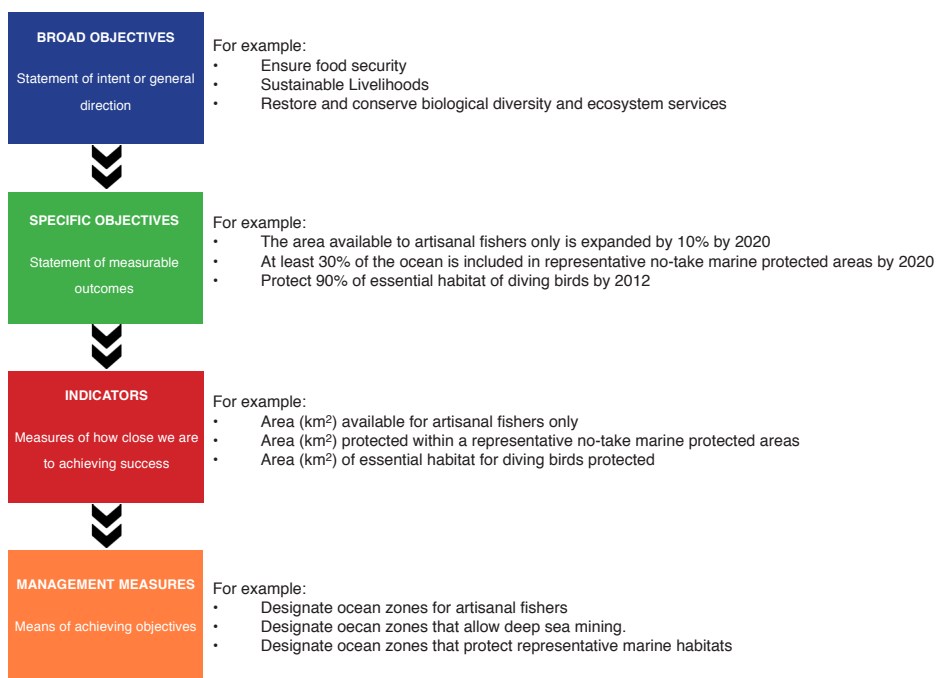 BROAD OBJECTIVES
Statement of intent or general
direction
For example:
• Ensure food security
• Sustainable Livelihoods
• Restore and conserve biological diversity and ecosystem services
SPECIFIC OBJECTIVES
Statement of measurable
outcomes
For example:
• The area available to artisanal fishers only is expanded by 10% by 2020
• At least 30% of the ocean is included in representative no-take marine protected areas by 2020
• Protect 90% of essential habitat of diving birds by 2012
INDICATORS
Measures of how close we are
to achieving success
For example:
• Area (km²) available for artisanal fishers only
• Area (km²) protected within a representative no-take marine protected areas
• Area (km²) of essential habitat for diving birds protected
MANAGEMENT MEASURES
Means of achieving objectives
For example:
• Designate ocean zones for artisanal fishers
• Designate oecan zones that allow deep sea mining.
• Designate ocean zones that protect representative marine habitats